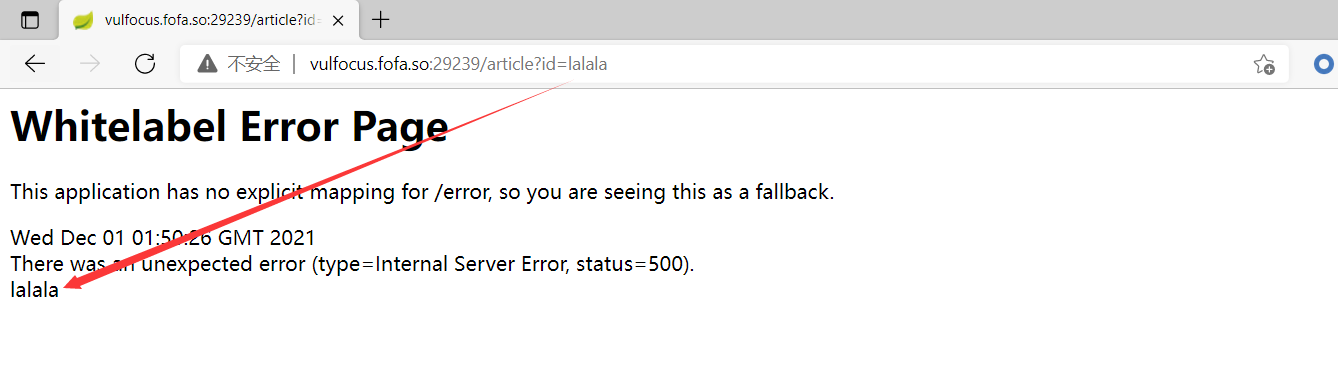 vulfocus.fofa.so:29239/article?id=
不安全 | vulfocus.fofa.so:29239/article?id=lalala
Whitelabel Error Page
This application has no explicit mapping for /error, so you are seeing this as a fallback.
Wed Dec 01 01:50:26 GMT 2021
There was an unexpected error (type=Internal Server Error, status=500).
lalala